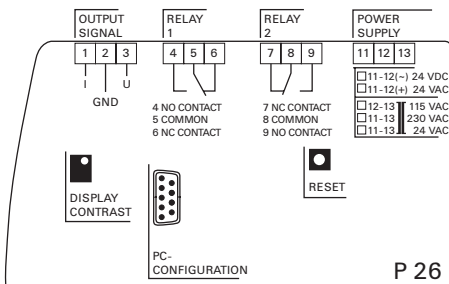 OUTPUT
SIGNAL
1 2 3
I U
GND
RELAY
1
4 5 6
4 NO CONTACT
5 COMMON
6 NC CONTACT
RELAY
2
7 8 9
7 NC CONTACT
8 COMMON
9 NO CONTACT
POWER
SUPPLY
11 12 13
11-12(~) 24 VDC
11-12(+) 24 VAC
12-13 115 VAC
11-13 230 VAC
11-13 24 VAC
DISPLAY
CONTRAST
PC-
CONFIGURATION
RESET
P 26